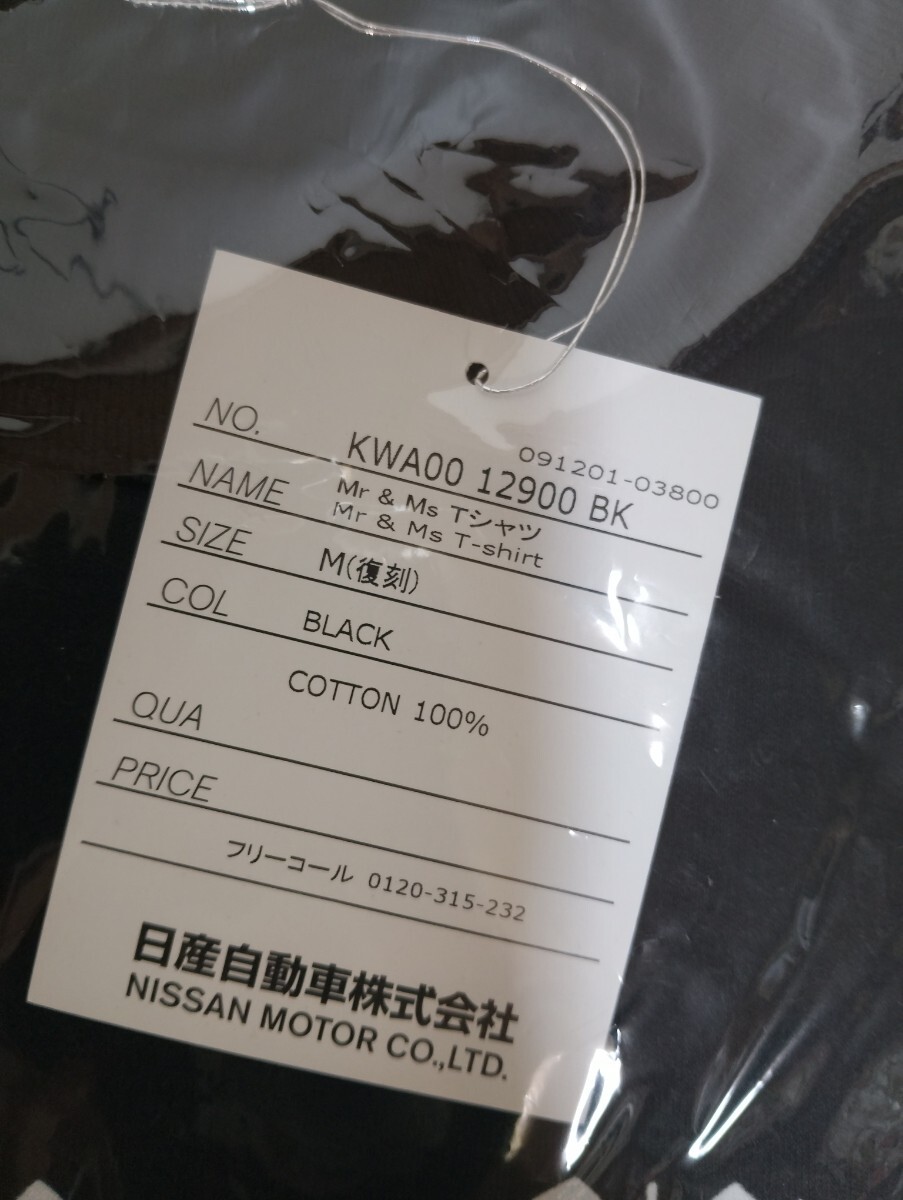 091201-03800
NO. KWA00 12900 BK
NAME Mr & Ms Tシャツ
Mr & Ms T-shirt
SIZE M(復刻)
COL BLACK
COTTON 100%
QUA
PRICE
フリーコール 0120-315-232
日産自動車株式会社
NISSAN MOTOR CO.,LTD.